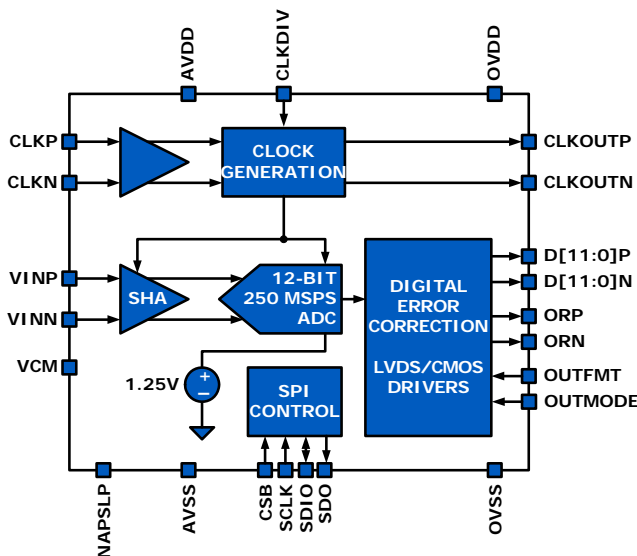 AVDD
CLKDIV
OVDD
CLKP
CLKN
CLOCK
GENERATION
CLKOUTP
CLKOUTN
VINP
VINN
SHA
12-BIT
250 MSPS
ADC
DIGITAL
ERROR
CORRECTION
LVDS/CMOS
DRIVERS
D[11:0]P
D[11:0]N
ORP
ORN
OUTFMT
OUTMODE
VCM
1.25V
+
−
SPI
CONTROL
NAPSLP
AVSS
CSB
SCLK
SDIO
SDO
OVSS